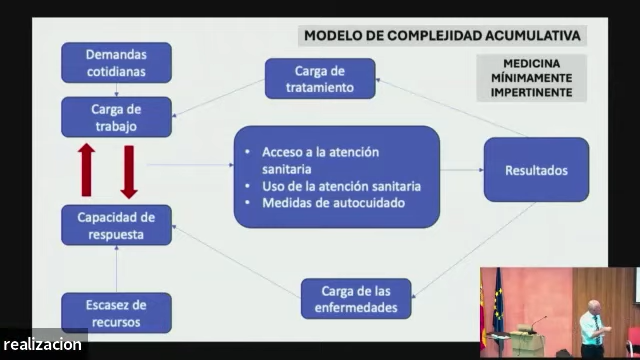 MODELO DE COMPLEJIDAD ACUMULATIVA
MEDICINA
MÍNIMAMENTE
IMPERTINENTE
Demandas
cotidianas
Carga de
trabajo
Carga de
tratamiento
• Acceso a la atención
sanitaria
• Uso de la atención sanitaria
• Medidas de autocuidado
Resultados
Capacidad de
respuesta
Carga de las
enfermedades
Escasez de
recursos
realizacion